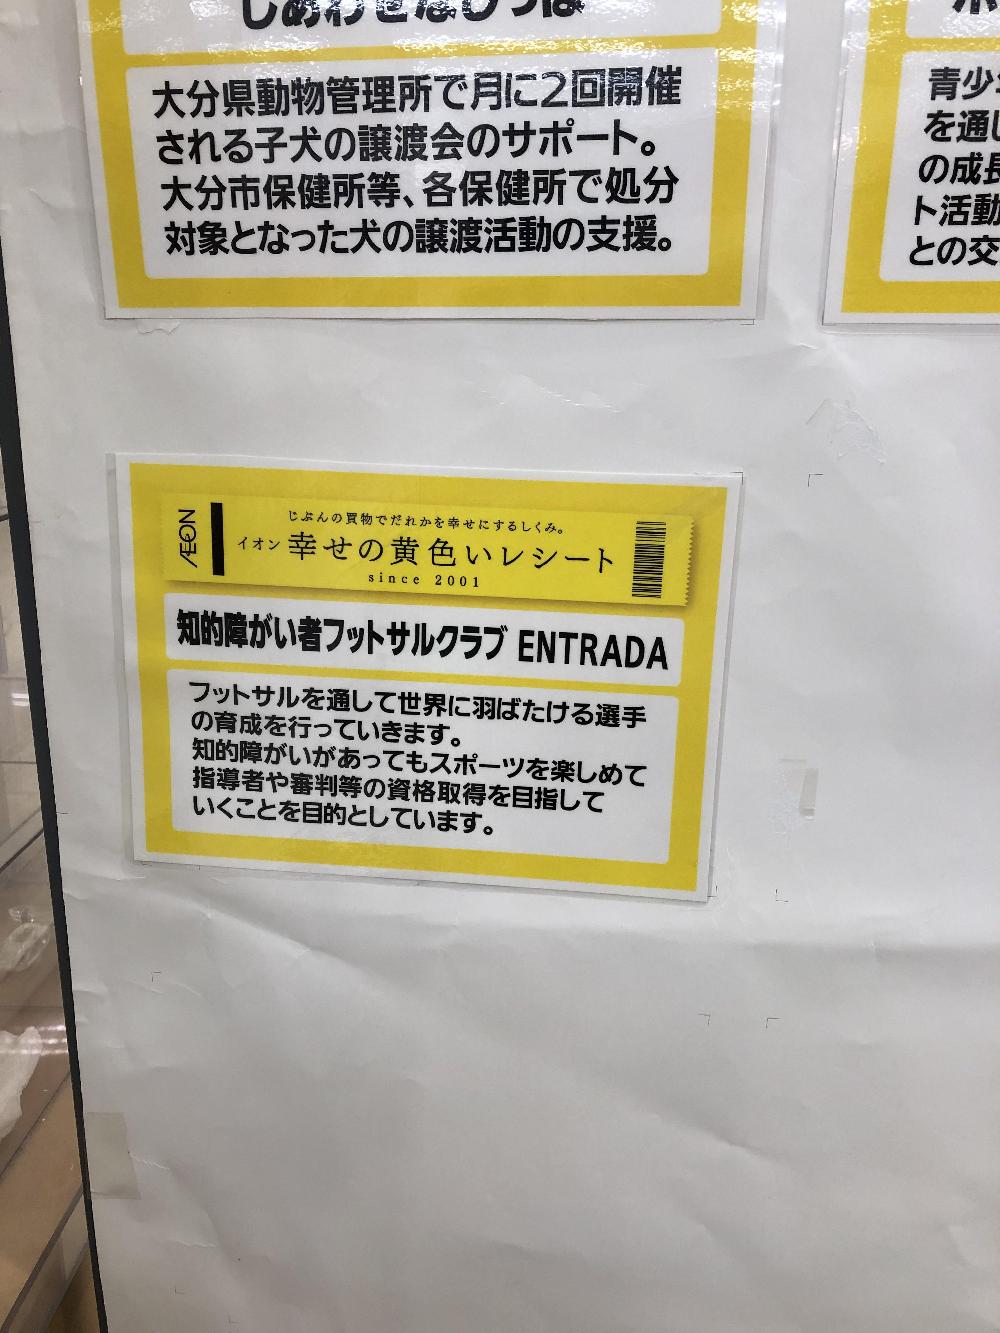 しあわせなしっぽ
大分県動物管理所で月に2回開催
される子犬の譲渡会のサポート。
大分市保健所等、各保健所で処分
対象となった犬の譲渡活動の支援。
青少
を通し
の成長
ト活動
との交
AEON
じぶんの買物でだれかを幸せにするしくみ。
イオン 幸せの黄色いレシート
since 2001
知的障がい者フットサルクラブ ENTRADA
フットサルを通して世界に羽ばたける選手
の育成を行っていきます。
知的障がいがあってもスポーツを楽しめて
指導者や審判等の資格取得を目指して
いくことを目的としています。